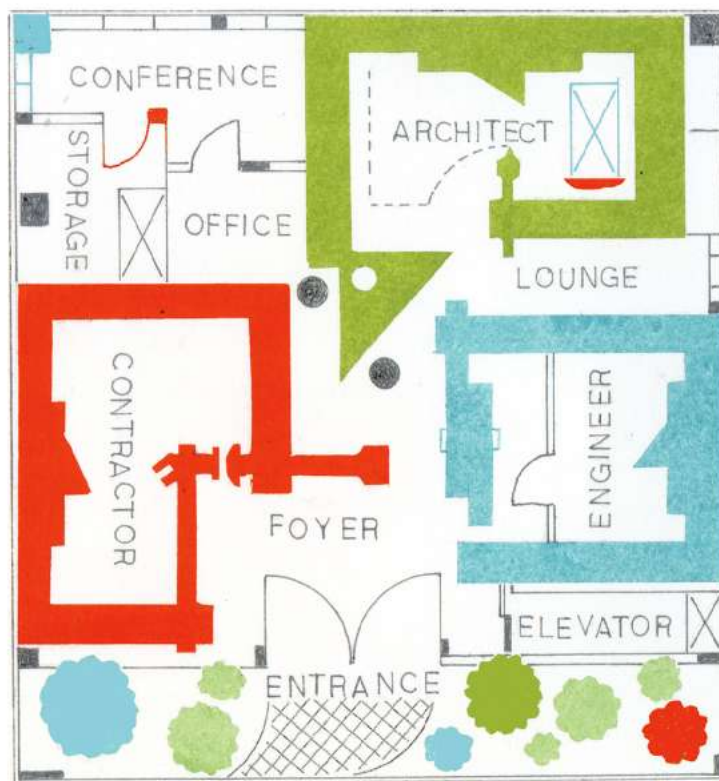 CONFERENCE
ARCHITECT
STORAGE
OFFICE
LOUNGE
CONTRACTOR
ENGINEER
FOYER
ELEVATOR
ENTRANCE